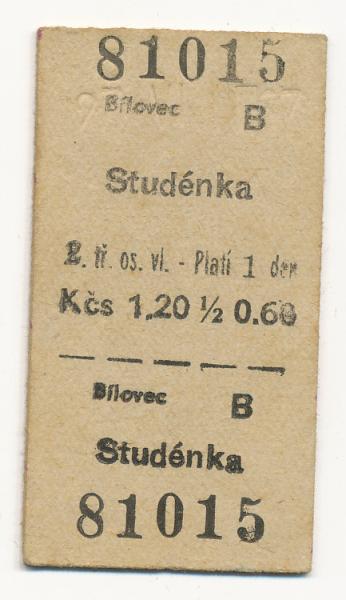 81015
Bílovec B
Studénka
2. tř. os. vl. - Platí 1 den
Kčs 1,20 ½ 0.60
Bílovec B
Studénka
81015